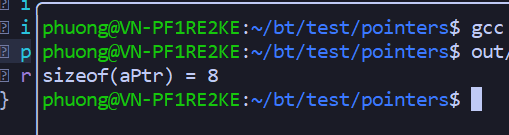 i
i phuong@VN-PF1RE2KE:~/bt/test/pointers$ gcc
p phuong@VN-PF1RE2KE:~/bt/test/pointers$ out/
r sizeof(aPtr) = 8
} phuong@VN-PF1RE2KE:~/bt/test/pointers$